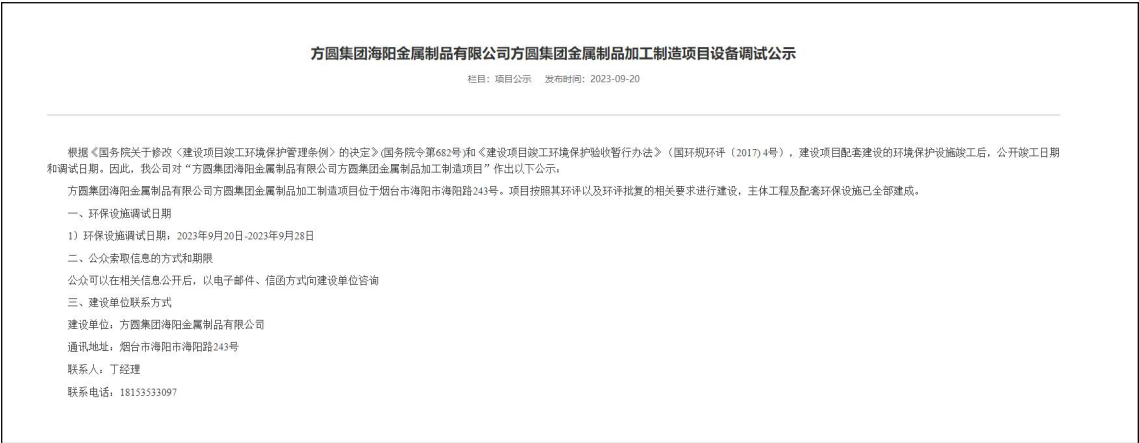 方圆集团海阳金属制品有限公司方圆集团金属制品加工制造项目设备调试公示
栏目：项目公示 发布时间：2023-09-20
根据《国务院关于修改〈建设项目竣工环境保护管理条例〉的决定》(国务院令第682号)和《建设项目竣工环境保护验收暂行办法》（国环规环评（2017) 4号），建设项目配套建设的环境保护设施竣工后，公开竣工日期
和调试日期。因此，我公司对“方圆集团海阳金属制品有限公司方圆集团金属制品加工制造项目”作出以下公示：
方圆集团海阳金属制品有限公司方圆集团金属制品加工制造项目位于烟台市海阳市海阳路243号。项目按照其环评以及环评批复的相关要求进行建设，主体工程及配套环保设施已全部建成。
一、环保设施调试日期
1）环保设施调试日期：2023年9月20日-2023年9月28日
二、公众索取信息的方式和期限
公众可以在相关信息公开后，以电子邮件、信函方式向建设单位咨询
三、建设单位联系方式
建设单位：方圆集团海阳金属制品有限公司
通讯地址：烟台市海阳市海阳路243号
联系人：丁经理
联系电话：18153533097